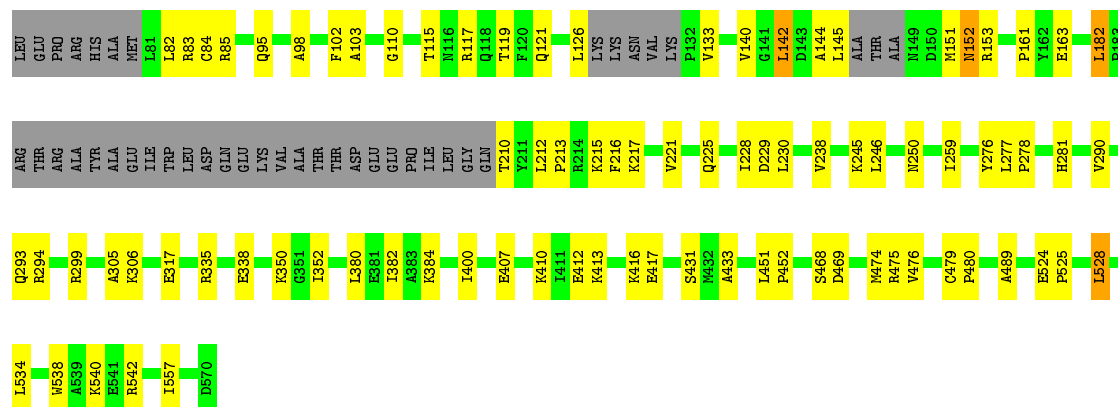 LEU GLU PRO ARG HIS ALA MET L81 L82 R83 C84 R85 Q95 A98 F102 A103 G110 T115 N116 R117 Q118 T119 F120 Q121 L126 LYS LYS ASN VAL LYS P132 V133 V140 G141 L142 D143 A144 L145 ALA THR ALA N149 D150 M151 N152 R153 P161 Y162 E163 L182 P183
ARG THR ARG ALA TYR ALA GLU ILE TRP LEU ASP GLN GLU LYS VAL ALA THR THR ASP GLU GLU PRO ILE LEU GLY GLN T210 Y211 L212 P213 R214 K215 F216 K217 V221 Q225 I228 D229 L230 V238 K245 L246 N250 I259 Y276 L277 P278 H281 V290
Q293 R294 R299 A305 K306 E317 R335 E338 K350 G351 I352 L380 E381 I382 A383 K384 I400 E407 K410 I411 E412 K413 K416 E417 S431 M432 A433 L451 P452 S468 D469 M474 R475 V476 C479 P480 A489 E524 P525 L528
L534 W538 A539 K540 E541 R542 I557 D570